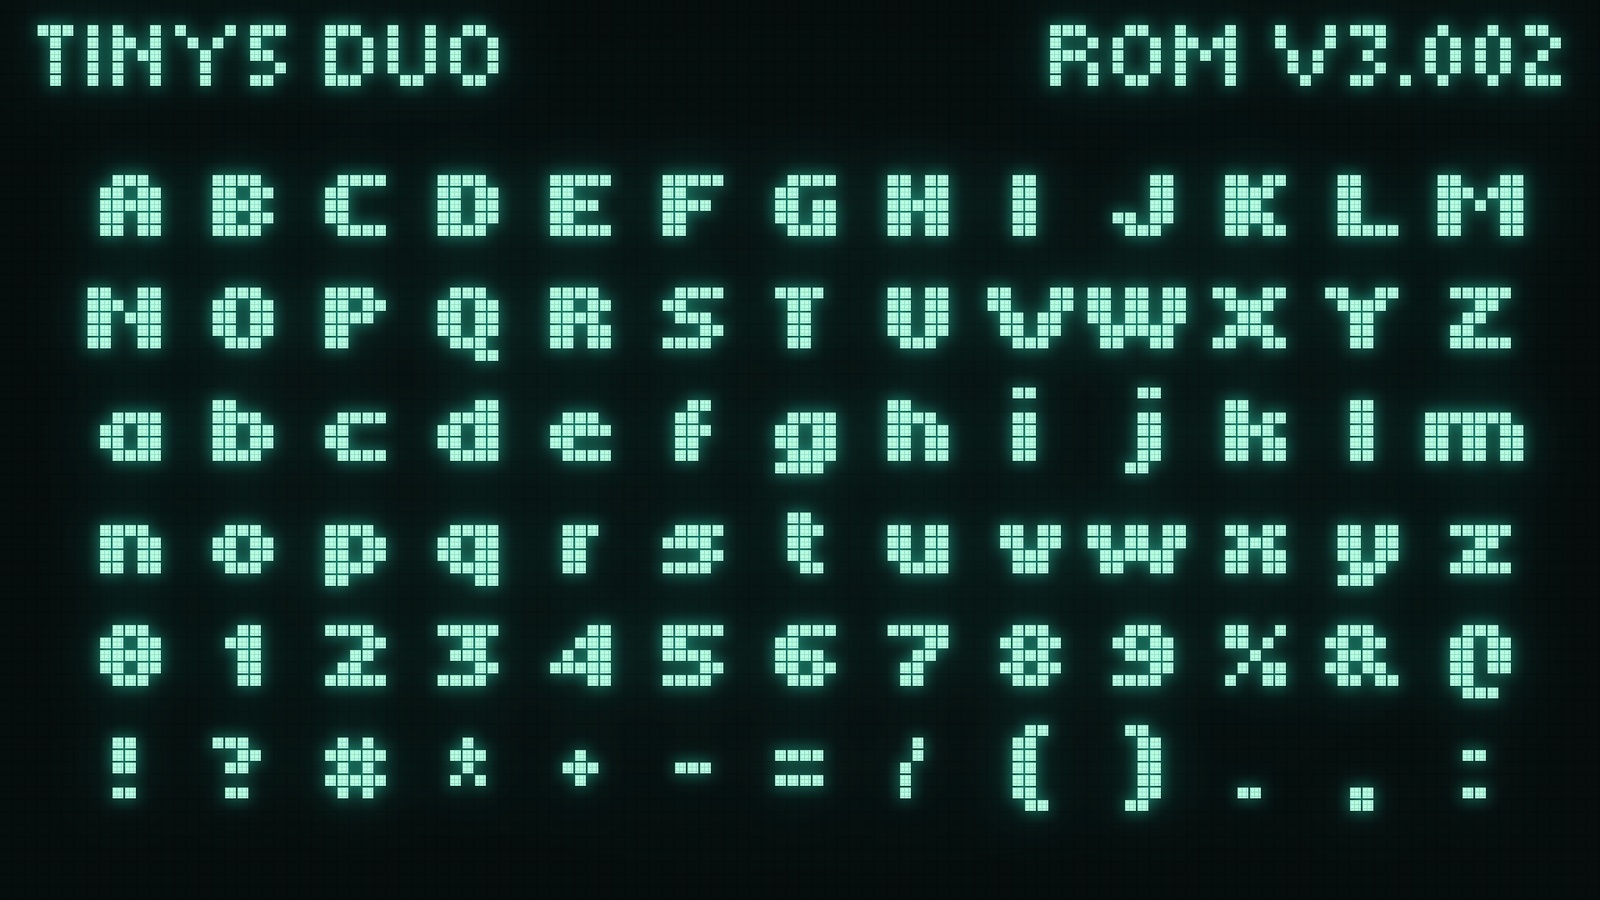 TINY5 DUO ROM V3.002
A B C D E F G H I J K L M
N O P Q R S T U V W X Y Z
a b c d e f g h i j k l m
n o p q r s t u v w x y z
0 1 2 3 4 5 6 7 8 9 % & @
! ? # * + - = / ( ) . , :